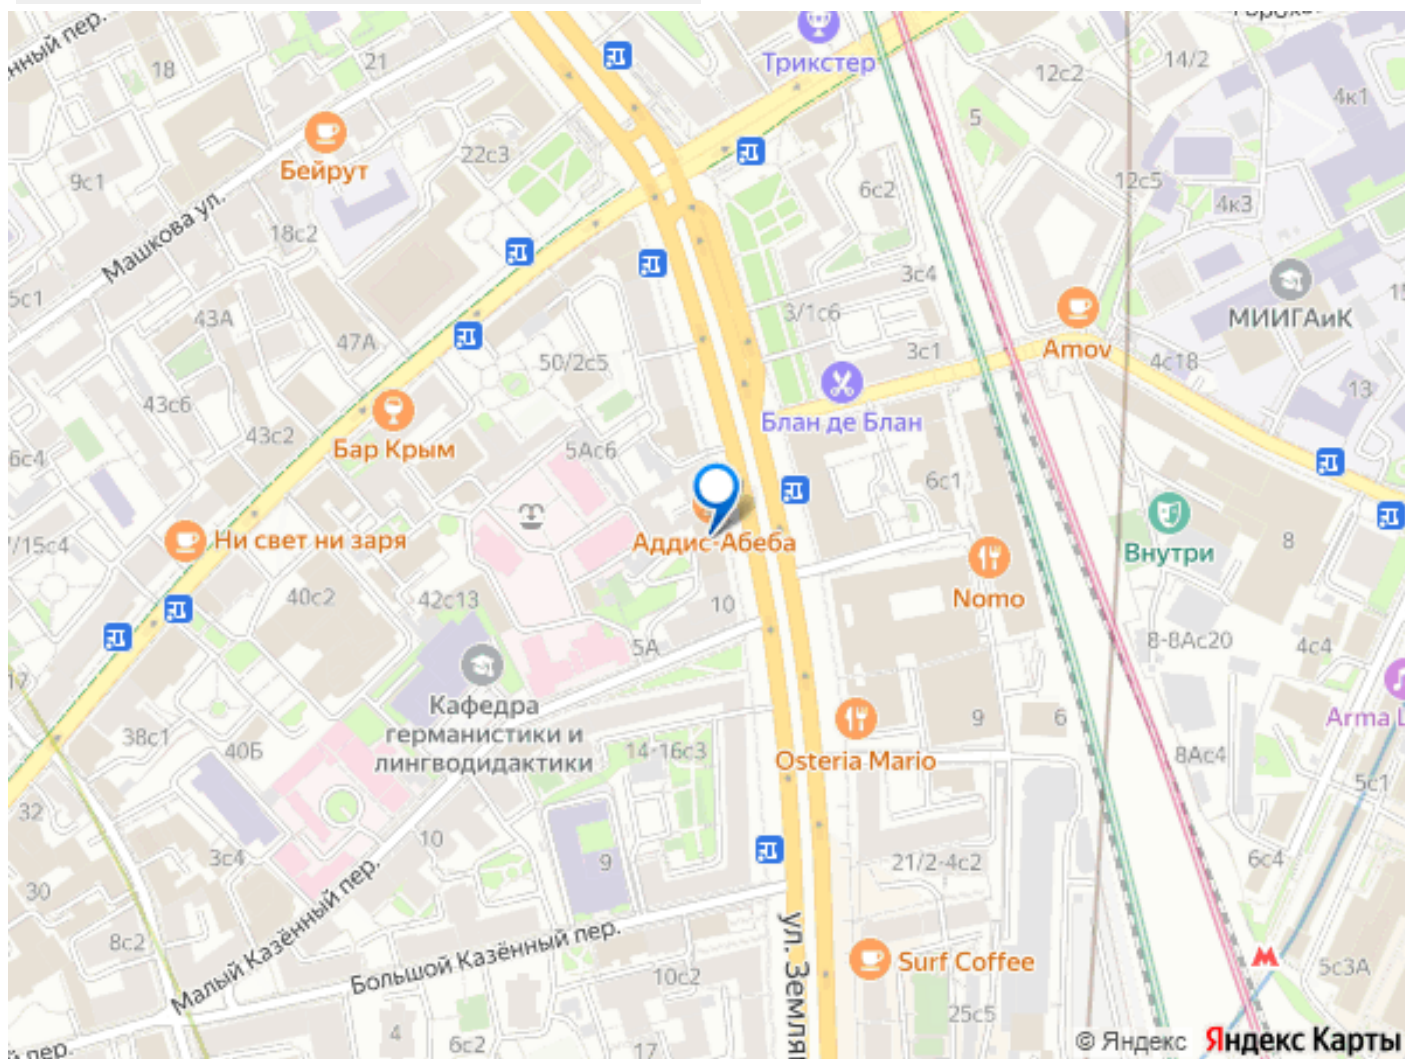 нный пер.
18
21
Трикстер
Горохо
14/2
12с2
4к1
5
Бейрут
22с3
9с1
6с2
12с5
4к3
Машкова ул.
18с2
3с4
МИИГАиК
5с1
43А
3/1с6
47А
50/2с5
3с1
Amov
4с18
13
43с6
Блан де Блан
43с2
Бар Крым
5Ас6
6с4
6с1
/15с4
Ни свет ни заря
Аддис-Абеба
Внутри
8
40с2
42с13
10
Nomo
8-8Ас20
4с4
5А
17
Кафедра
германистики и
лингводидактики
38с1
40Б
14-16с3
9
6
Arma L
Osteria Mario
8Ас4
5с1
32
10
3с4
9
21/2-4с2
6с4
30
8с2
Малый Казённый пер.
Большой Казённый пер.
ул. Землян
Surf Coffee
10с2
5с3А
25с5
4
6с2
17
й пер.
© Яндекс Яндекс Карты